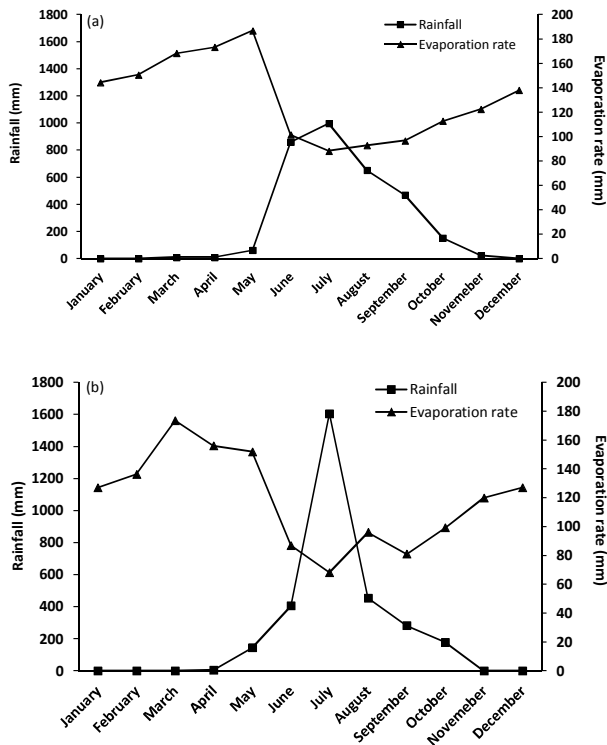 (a)
Rainfall
Evaporation rate
Rainfall (mm)
1800
1600
1400
1200
1000
800
600
400
200
0
200
180
160
140
120
100
80
60
40
20
0
Evaporation rate (mm)
January
February
March
April
May
June
July
August
September
October
Novemeber
December
(b)
Rainfall
Evaporation rate
Rainfall (mm)
1800
1600
1400
1200
1000
800
600
400
200
0
200
180
160
140
120
100
80
60
40
20
0
Evaporation rate (mm)
January
February
March
April
May
June
July
August
September
October
Novemeber
December